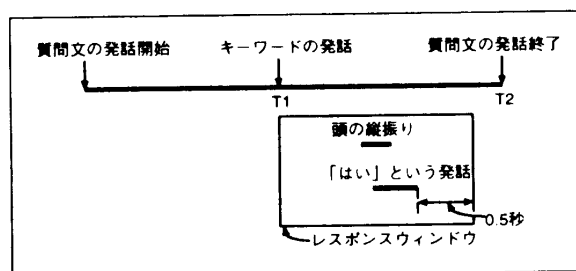 質問文の発話開始 キーワードの発話 質問文の発話終了
T1 T2
頭の縦振り
「はい」という発話
0.5秒
レスポンスウィンドウ